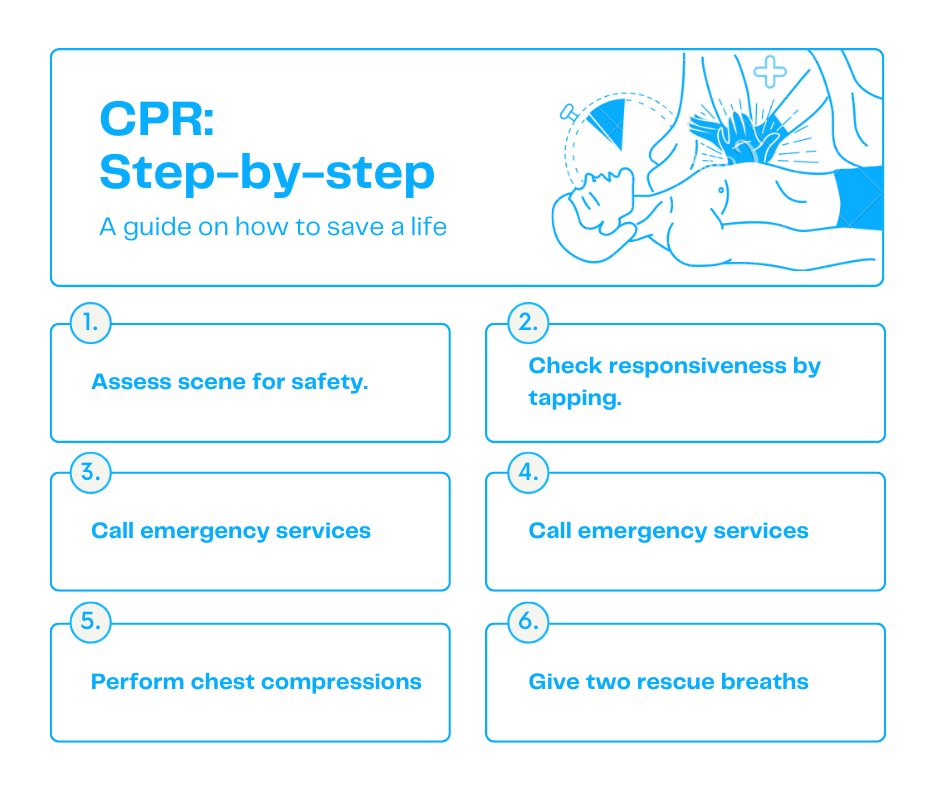 CPR:
Step-by-step
A guide on how to save a life
1.
Assess scene for safety.
2.
Check responsiveness by
tapping.
3.
Call emergency services
4.
Call emergency services
5.
Perform chest compressions
6.
Give two rescue breaths